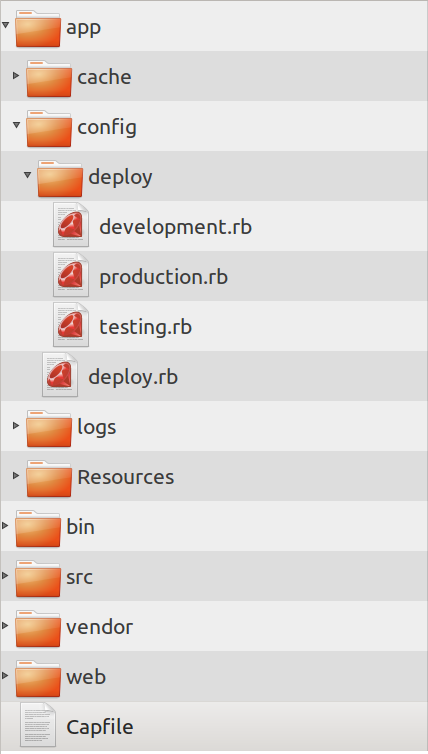 app
cache
config
deploy
development.rb
production.rb
testing.rb
deploy.rb
logs
Resources
bin
src
vendor
web
Capfile